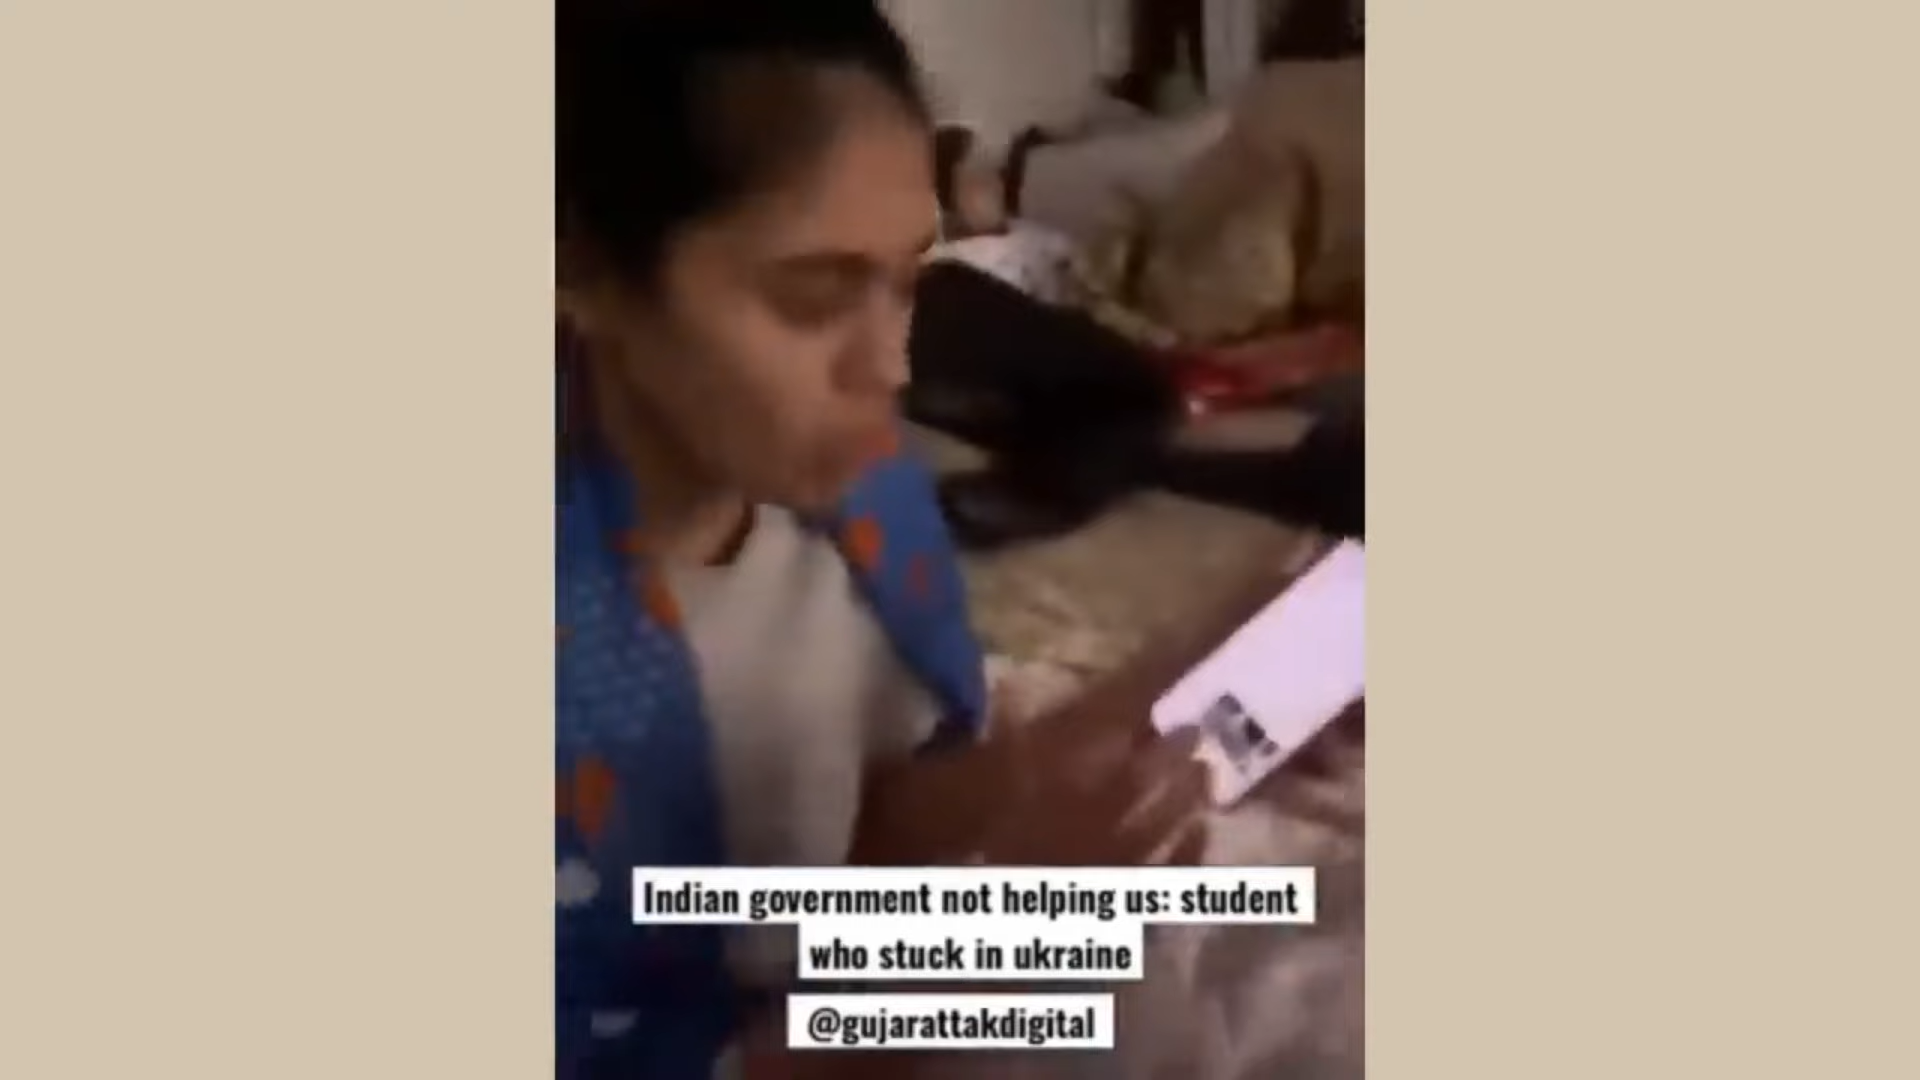 Indian government not helping us: student
who stuck in ukraine
@gujarattakdigital